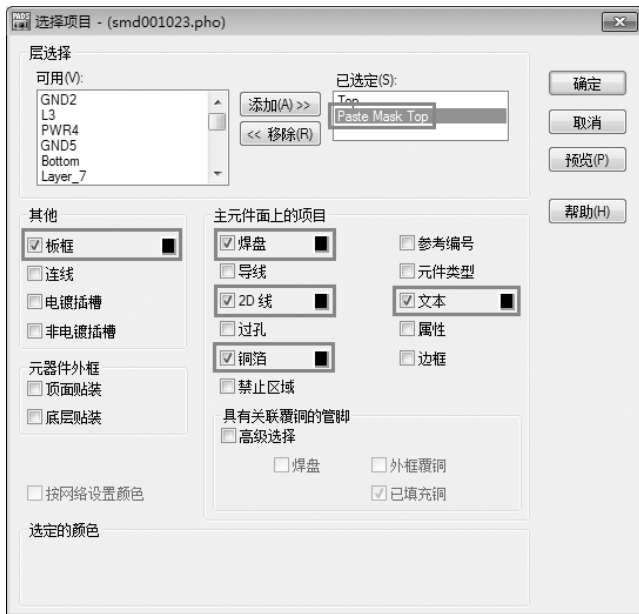 选择项目 - (smd001023.pho)
层选择
可用(V):
GND2
L3
PWR4
GND5
Bottom
Layer_7
添加(A) >>
<< 移除(R)
已选定(S):
Top
Paste Mask Top
确定
取消
预览(P)
帮助(H)
其他
板框
连线
电镀插槽
非电镀插槽
元器件外框
顶面贴装
底层贴装
按网络设置颜色
主元件面上的项目
焊盘
导线
2D 线
过孔
铜箔
禁止区域
参考编号
元件类型
文本
属性
边框
具有关联覆铜的管脚
高级选择
焊盘
外框覆铜
已填充铜
选定的颜色